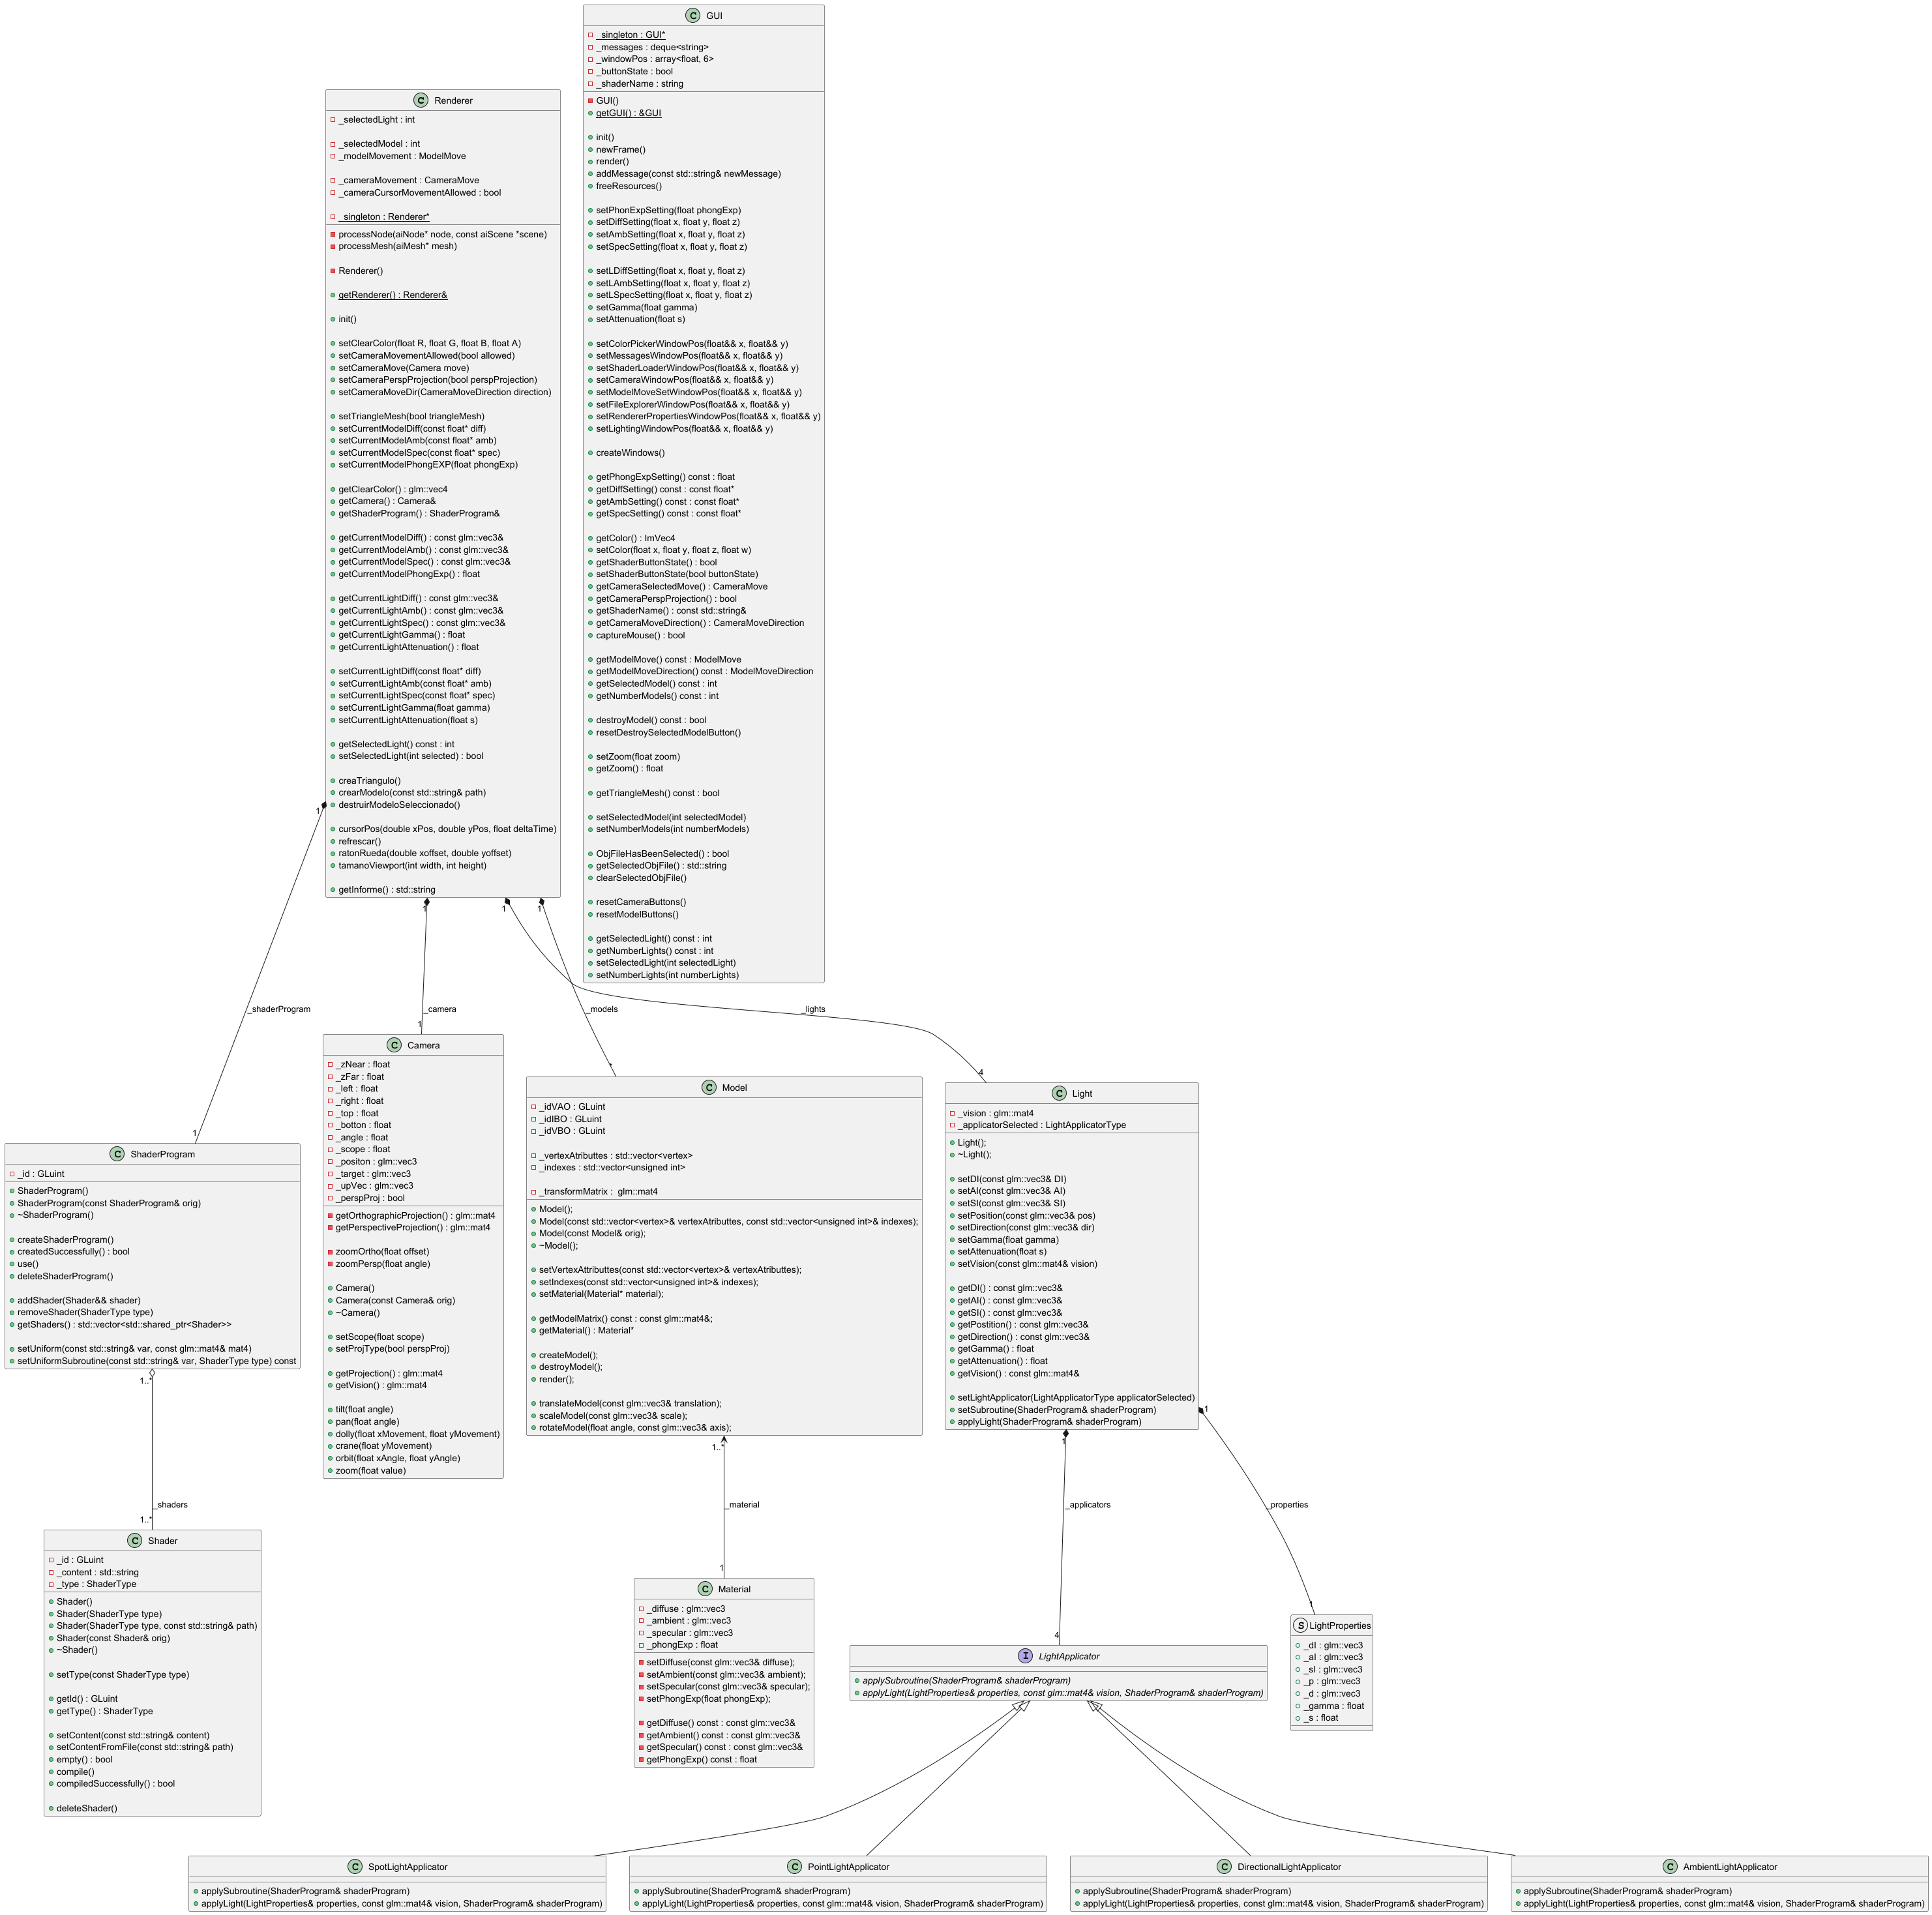 GUI
_singleton : GUI*
_messages : deque<string>
_windowPos : array<float, 6>
_buttonState : bool
_shaderName : string
GUI()
getGUI() : &GUI
init()
newFrame()
render()
addMessage(const std::string& newMessage)
freeResources()
setPhonExpSetting(float phongExp)
setDiffSetting(float x, float y, float z)
setAmbSetting(float x, float y, float z)
setSpecSetting(float x, float y, float z)
setLDiffSetting(float x, float y, float z)
setLAmbSetting(float x, float y, float z)
setLSpecSetting(float x, float y, float z)
setGamma(float gamma)
setAttenuation(float s)
setColorPickerWindowPos(float&& x, float&& y)
setMessagesWindowPos(float&& x, float&& y)
setShaderLoaderWindowPos(float&& x, float&& y)
setCameraWindowPos(float&& x, float&& y)
setModelMoveSetWindowPos(float&& x, float&& y)
setFileExplorerWindowPos(float&& x, float&& y)
setRendererPropertiesWindowPos(float&& x, float&& y)
setLightingWindowPos(float&& x, float&& y)
createWindows()
getPhongExpSetting() const : float
getDiffSetting() const : const float*
getAmbSetting() const : const float*
getSpecSetting() const : const float*
getColor() : ImVec4
setColor(float x, float y, float z, float w)
getShaderButtonState() : bool
setShaderButtonState(bool buttonState)
getCameraSelectedMove() : CameraMove
getCameraPerspProjection() : bool
getShaderName() : const std::string&
getCameraMoveDirection() : CameraMoveDirection
captureMouse() : bool
getModelMove() const : ModelMove
getModelMoveDirection() const : ModelMoveDirection
getSelectedModel() const : int
getNumberModels() const : int
destroyModel() const : bool
resetDestroySelectedModelButton()
setZoom(float zoom)
getZoom() : float
getTriangleMesh() const : bool
setSelectedModel(int selectedModel)
setNumberModels(int numberModels)
ObjFileHasBeenSelected() : bool
getSelectedObjFile() : std::string
clearSelectedObjFile()
resetCameraButtons()
resetModelButtons()
getSelectedLight() const : int
getNumberLights() const : int
setSelectedLight(int selectedLight)
setNumberLights(int numberLights)
Renderer
_selectedLight : int
_selectedModel : int
_modelMovement : ModelMove
_cameraMovement : CameraMove
_cameraCursorMovementAllowed : bool
_singleton : Renderer*
processNode(aiNode* node, const aiScene *scene)
processMesh(aiMesh* mesh)
Renderer()
getRenderer() : Renderer&
init()
setClearColor(float R, float G, float B, float A)
setCameraMovementAllowed(bool allowed)
setCameraMove(Camera move)
setCameraPerspProjection(bool perspProjection)
setCameraMoveDir(CameraMoveDirection direction)
setTriangleMesh(bool triangleMesh)
setCurrentModelDiff(const float* diff)
setCurrentModelAmb(const float* amb)
setCurrentModelSpec(const float* spec)
setCurrentModelPhongEXP(float phongExp)
getClearColor() : glm::vec4
getCamera() : Camera&
getShaderProgram() : ShaderProgram&
getCurrentModelDiff() : const glm::vec3&
getCurrentModelAmb() : const glm::vec3&
getCurrentModelSpec() : const glm::vec3&
getCurrentModelPhongExp() : float
getCurrentLightDiff() : const glm::vec3&
getCurrentLightAmb() : const glm::vec3&
getCurrentLightSpec() : const glm::vec3&
getCurrentLightGamma() : float
getCurrentLightAttenuation() : float
setCurrentLightDiff(const float* diff)
setCurrentLightAmb(const float* amb)
setCurrentLightSpec(const float* spec)
setCurrentLightGamma(float gamma)
setCurrentLightAttenuation(float s)
getSelectedLight() const : int
setSelectedLight(int selected) : bool
creaTriangulo()
crearModelo(const std::string& path)
destruirModeloSeleccionado()
cursorPos(double xPos, double yPos, float deltaTime)
refrescar()
ratonRueda(double xoffset, double yoffset)
tamanoViewport(int width, int height)
getInforme() : std::string
1
1
1
1
_shaderProgram
_camera
_models
_lights
1
1
*
4
ShaderProgram
_id : GLuint
ShaderProgram()
ShaderProgram(const ShaderProgram& orig)
~ShaderProgram()
createShaderProgram()
createdSuccessfully() : bool
use()
deleteShaderProgram()
addShader(Shader&& shader)
removeShader(ShaderType type)
getShaders() : std::vector<std::shared_ptr<Shader>>
setUniform(const std::string& var, const glm::mat4& mat4)
setUniformSubroutine(const std::string& var, ShaderType type) const
Camera
_zNear : float
_zFar : float
_left : float
_right : float
_top : float
_botton : float
_angle : float
_scope : float
_positon : glm::vec3
_target : glm::vec3
_upVec : glm::vec3
_perspProj : bool
getOrthographicProjection() : glm::mat4
getPerspectiveProjection() : glm::mat4
zoomOrtho(float offset)
zoomPersp(float angle)
Camera()
Camera(const Camera& orig)
~Camera()
setScope(float scope)
setProjType(bool perspProj)
getProjection() : glm::mat4
getVision() : glm::mat4
tilt(float angle)
pan(float angle)
dolly(float xMovement, float yMovement)
crane(float yMovement)
orbit(float xAngle, float yAngle)
zoom(float value)
Model
_idVAO : GLuint
_idIBO : GLuint
_idVBO : GLuint
_vertexAtributtes : std::vector<vertex>
_indexes : std::vector<unsigned int>
_transformMatrix :  glm::mat4
Model();
Model(const std::vector<vertex>& vertexAtributtes, const std::vector<unsigned int>& indexes);
Model(const Model& orig);
~Model();
setVertexAttributtes(const std::vector<vertex>& vertexAtributtes);
setIndexes(const std::vector<unsigned int>& indexes);
setMaterial(Material* material);
getModelMatrix() const : const glm::mat4&;
getMaterial() : Material*
createModel();
destroyModel();
render();
translateModel(const glm::vec3& translation);
scaleModel(const glm::vec3& scale);
rotateModel(float angle, const glm::vec3& axis);
Light
_vision : glm::mat4
_applicatorSelected : LightApplicatorType
Light();
~Light();
setDI(const glm::vec3& DI)
setAI(const glm::vec3& AI)
setSI(const glm::vec3& SI)
setPosition(const glm::vec3& pos)
setDirection(const glm::vec3& dir)
setGamma(float gamma)
setAttenuation(float s)
setVision(const glm::mat4& vision)
getDI() : const glm::vec3&
getAI() : const glm::vec3&
getSI() : const glm::vec3&
getPostition() : const glm::vec3&
getDirection() : const glm::vec3&
getGamma() : float
getAttenuation() : float
getVision() : const glm::mat4&
setLightApplicator(LightApplicatorType applicatorSelected)
setSubroutine(ShaderProgram& shaderProgram)
applyLight(ShaderProgram& shaderProgram)
1..*
_shaders
1..*
1..*
_material
1
1
_applicators
4
1
_properties
1
Shader
_id : GLuint
_content : std::string
_type : ShaderType
Shader()
Shader(ShaderType type)
Shader(ShaderType type, const std::string& path)
Shader(const Shader& orig)
~Shader()
setType(const ShaderType type)
getId() : GLuint
getType() : ShaderType
setContent(const std::string& content)
setContentFromFile(const std::string& path)
empty() : bool
compile()
compiledSuccessfully() : bool
deleteShader()
Material
_diffuse : glm::vec3
_ambient : glm::vec3
_specular : glm::vec3
_phongExp : float
setDiffuse(const glm::vec3& diffuse);
setAmbient(const glm::vec3& ambient);
setSpecular(const glm::vec3& specular);
setPhongExp(float phongExp);
getDiffuse() const : const glm::vec3&
getAmbient() const : const glm::vec3&
getSpecular() const : const glm::vec3&
getPhongExp() const : float
LightApplicator
applySubroutine(ShaderProgram& shaderProgram)
applyLight(LightProperties& properties, const glm::mat4& vision, ShaderProgram& shaderProgram)
LightProperties
_dI : glm::vec3
_aI : glm::vec3
_sI : glm::vec3
_p : glm::vec3
_d : glm::vec3
_gamma : float
_s : float
SpotLightApplicator
applySubroutine(ShaderProgram& shaderProgram)
applyLight(LightProperties& properties, const glm::mat4& vision, ShaderProgram& shaderProgram)
PointLightApplicator
applySubroutine(ShaderProgram& shaderProgram)
applyLight(LightProperties& properties, const glm::mat4& vision, ShaderProgram& shaderProgram)
DirectionalLightApplicator
applySubroutine(ShaderProgram& shaderProgram)
applyLight(LightProperties& properties, const glm::mat4& vision, ShaderProgram& shaderProgram)
AmbientLightApplicator
applySubroutine(ShaderProgram& shaderProgram)
applyLight(LightProperties& properties, const glm::mat4& vision, ShaderProgram& shaderProgram)